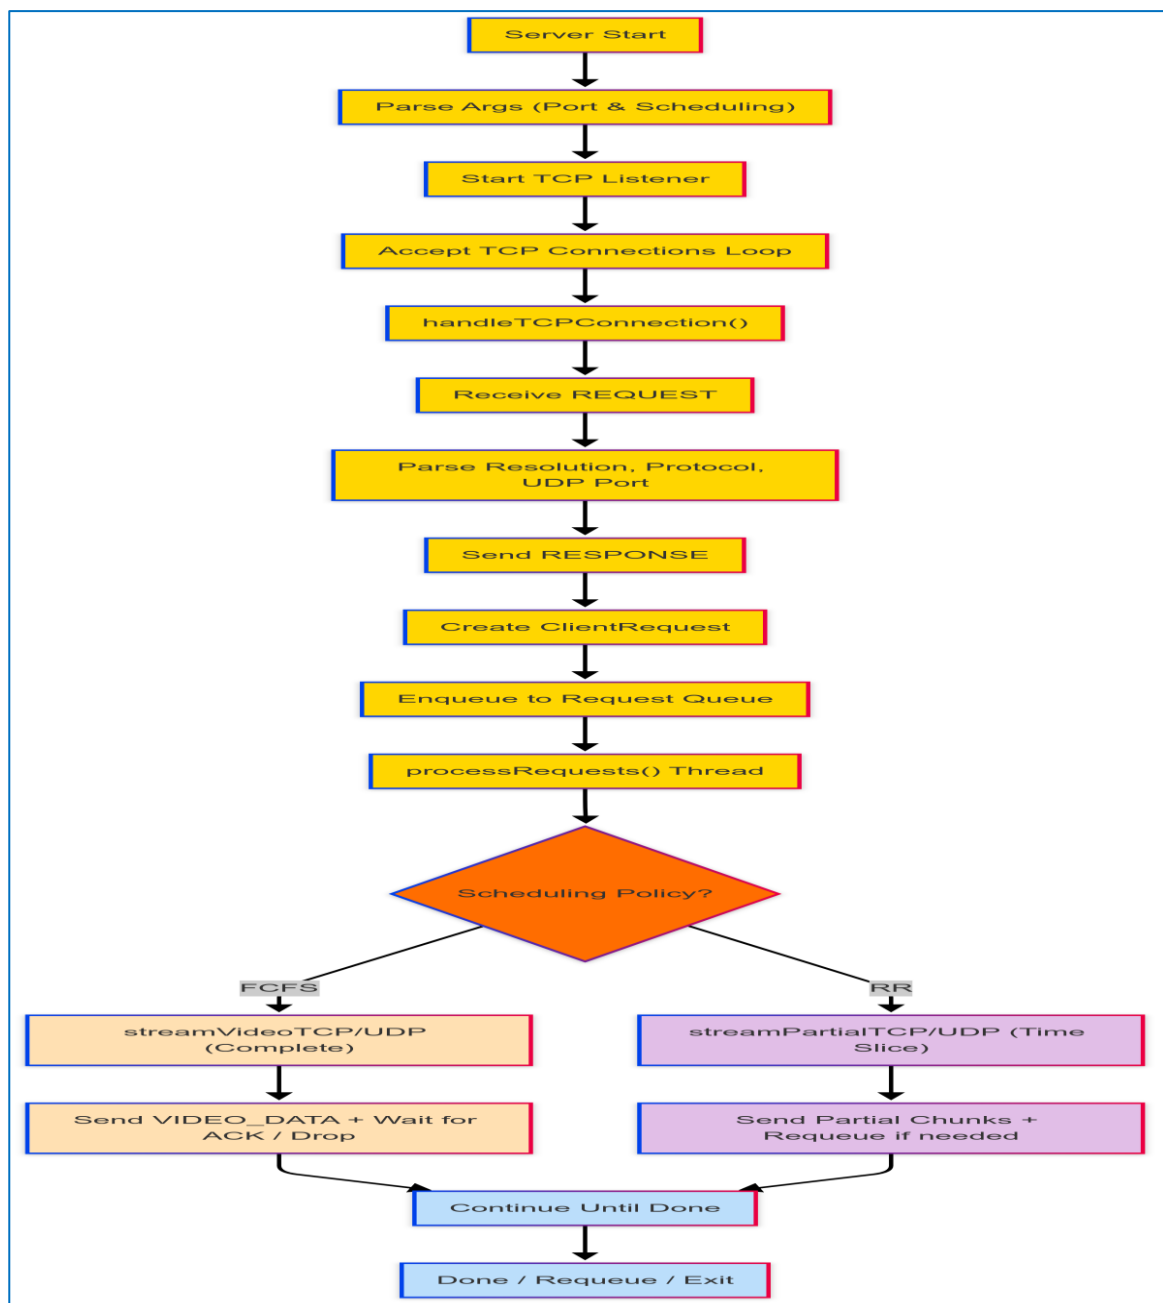 Server Start
Parse Args (Port & Scheduling)
Start TCP Listener
Accept TCP Connections Loop
handleTCPConnection()
Receive REQUEST
Parse Resolution, Protocol,
UDP Port
Send RESPONSE
Create ClientRequest
Enqueue to Request Queue
processRequests() Thread
Scheduling Policy?
FCFS
RR
streamVideoTCP/UDP
(Complete)
streamPartialTCP/UDP (Time
Slice)
Send VIDEO_DATA + Wait for
ACK / Drop
Send Partial Chunks +
Requeue if needed
Continue Until Done
Done / Requeue / Exit